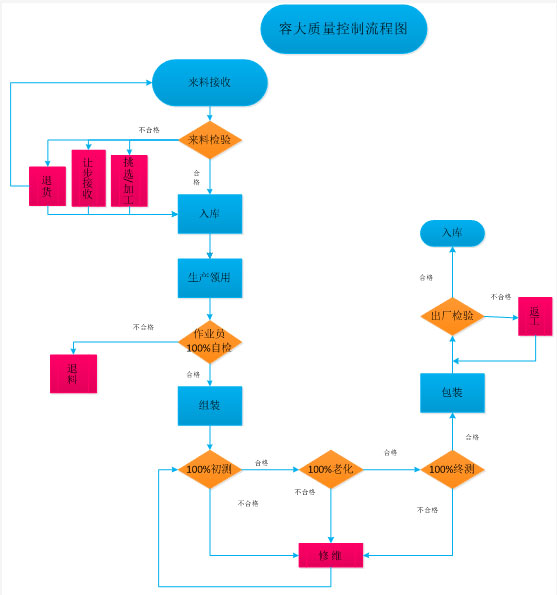 容大质量控制流程图
来料接收
不合格
来料检验
合
格
退
货
让
步
接
收
挑
选
/
加
工
入库
生产领用
不合格
作业员
100%自检
合格
退
料
组装
100%初测
合格
不合格
100%老化
合格
不合格
100%终测
合格
不合格
修 维
包装
出厂检验
不合格
返
工
合格
入库